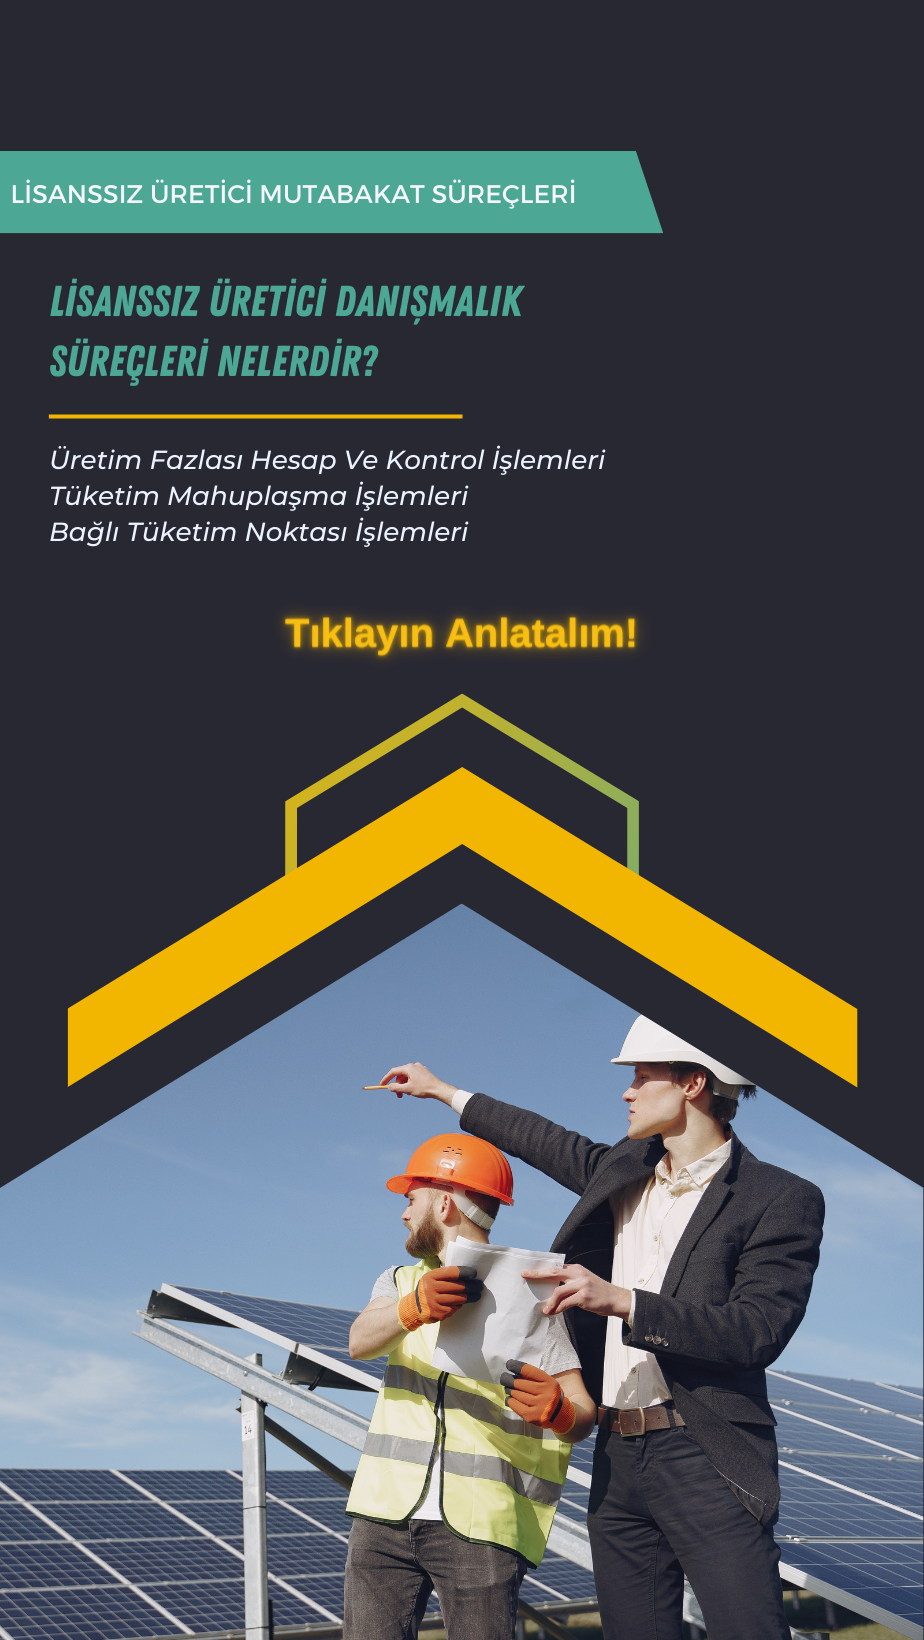 LİSANSSIZ ÜRETİCİ MUTABAKAT SÜREÇLERİ
LİSANSSIZ ÜRETİCİ DANIŞMALIK
SÜREÇLERİ NELERDİR?
Üretim Fazlası Hesap Ve Kontrol İşlemleri
Tüketim Mahuplaşma İşlemleri
Bağlı Tüketim Noktası İşlemleri
Tıklayın Anlatalım!
14